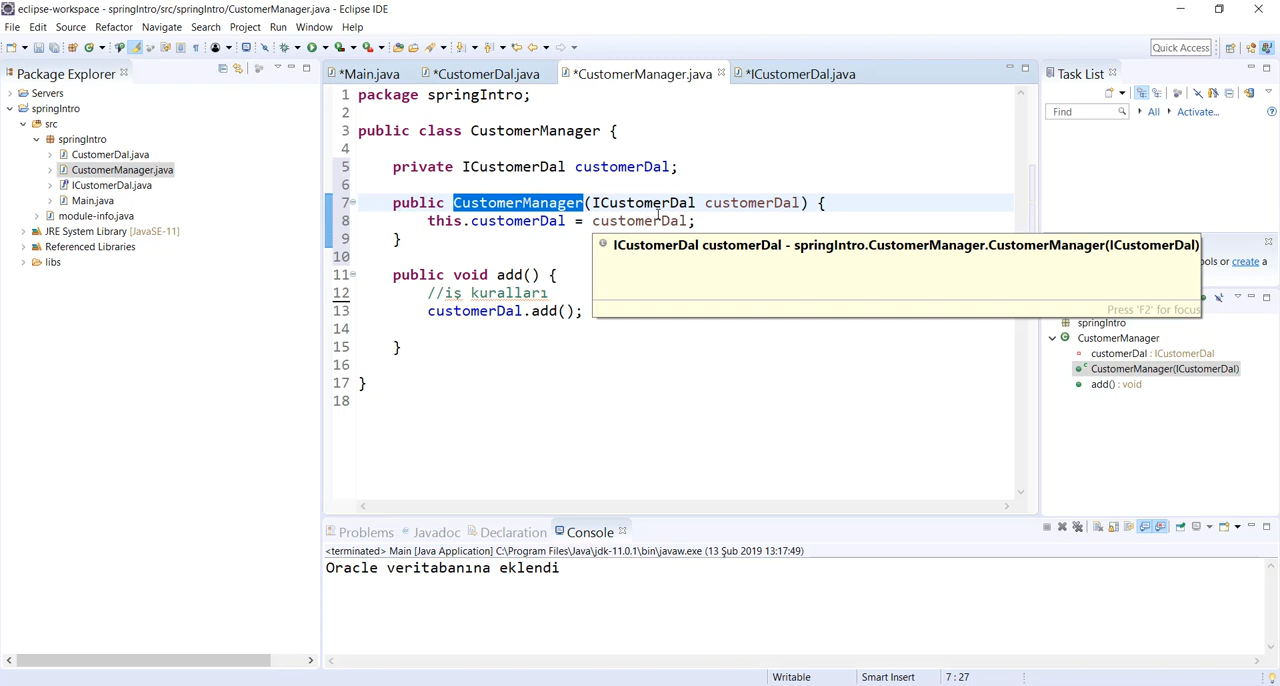 eclipse-workspace - springIntro/src/springIntro/CustomerManager.java - Eclipse IDE
File Edit Source Refactor Navigate Search Project Run Window Help
Quick Access
Package Explorer
*Main.java *CustomerDal.java *CustomerManager.java *ICustomerDal.java
Task List
Find All Activate...
Servers
springIntro
src
springIntro
CustomerDal.java
CustomerManager.java
ICustomerDal.java
Main.java
module-info.java
JRE System Library [JavaSE-11]
Referenced Libraries
libs
1 package springIntro;
2
3 public class CustomerManager {
4
5 private ICustomerDal customerDal;
6
7 public CustomerManager(ICustomerDal customerDal) {
8 this.customerDal = customerDal;
9 }
10
11 public void add() {
12 //iş kuralları
13 customerDal.add();
14
15 }
16
17 }
18
ICustomerDal customerDal - springIntro.CustomerManager.CustomerManager(ICustomerDal)
Press 'F2' for focus
ols or create a
springIntro
CustomerManager
customerDal : ICustomerDal
CustomerManager(ICustomerDal)
add() : void
Problems Javadoc Declaration Console
<terminated> Main [Java Application] C:\Program Files\Java\jdk-11.0.1\bin\javaw.exe (13 Şub 2019 13:17:49)
Oracle veritabanına eklendi
Writable Smart Insert 7 : 27